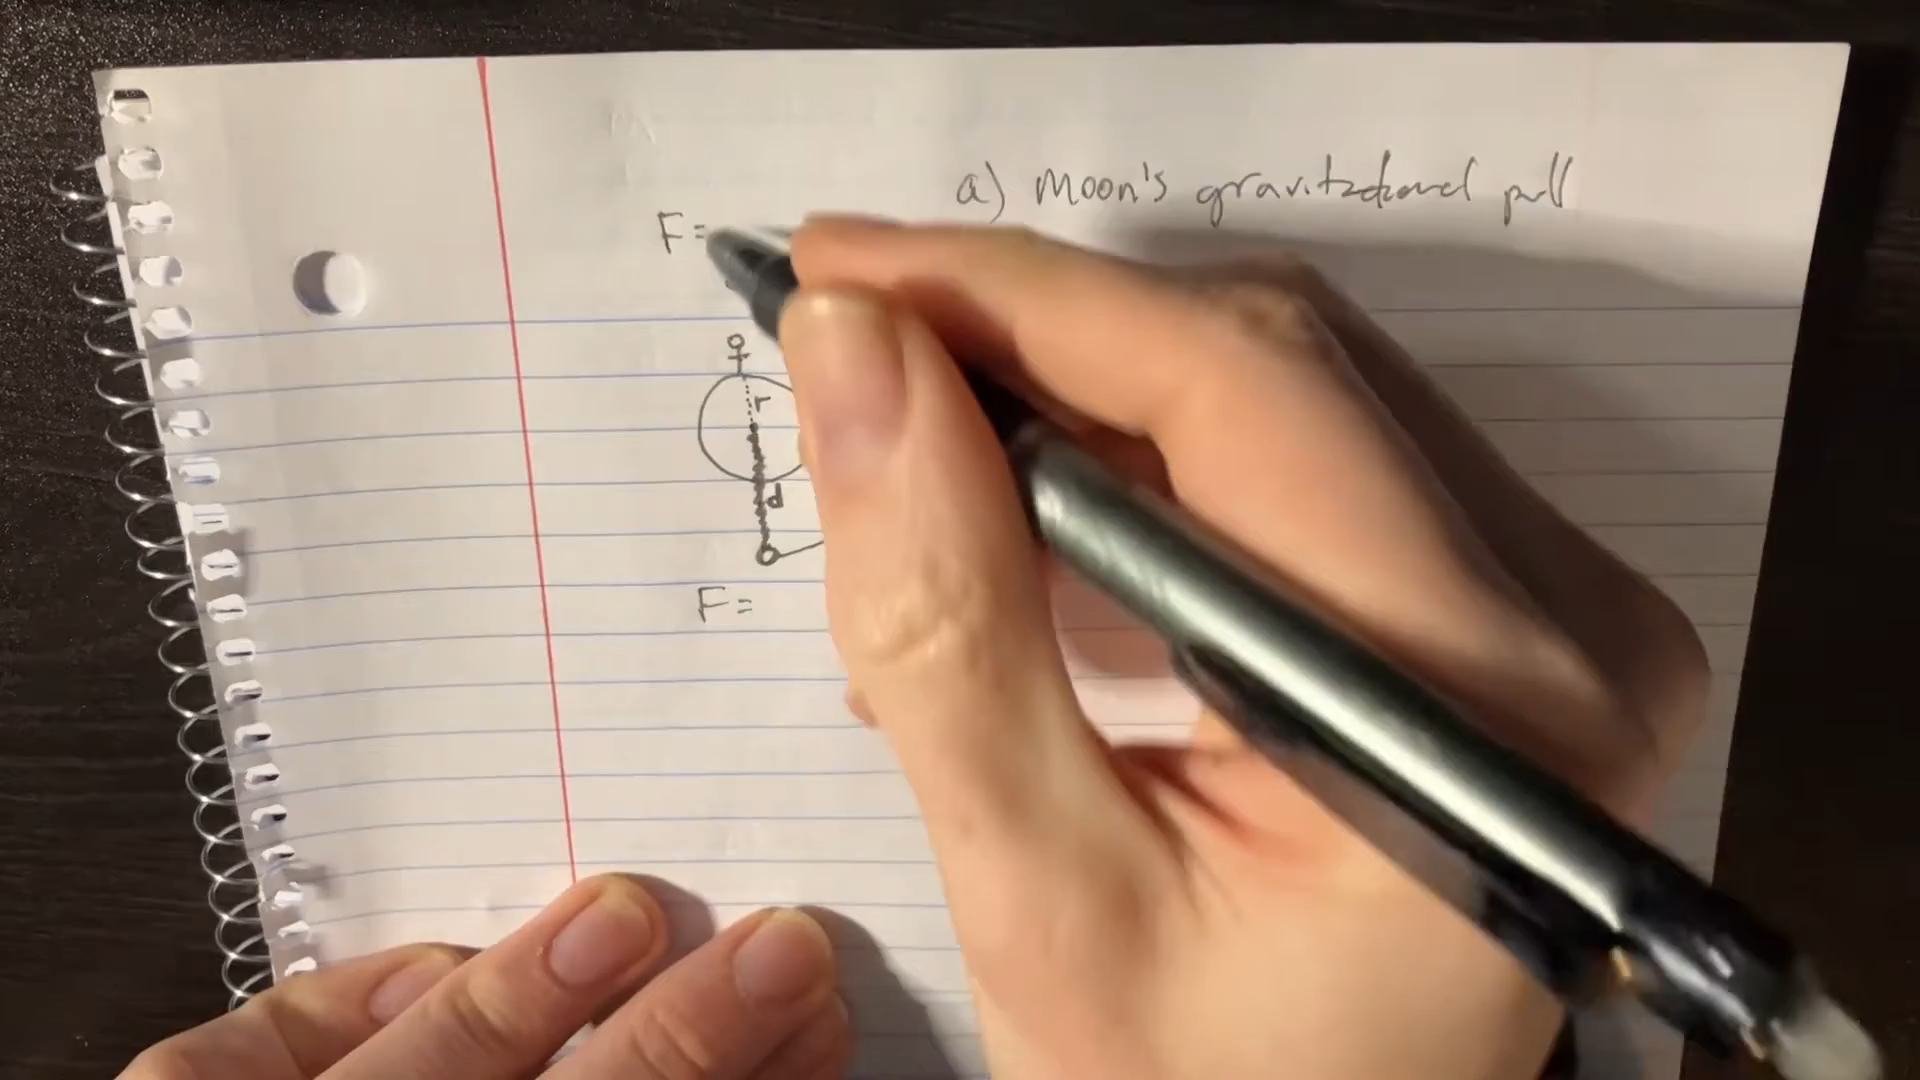 a) Moon's gravitational pull
F=
r
d
F=